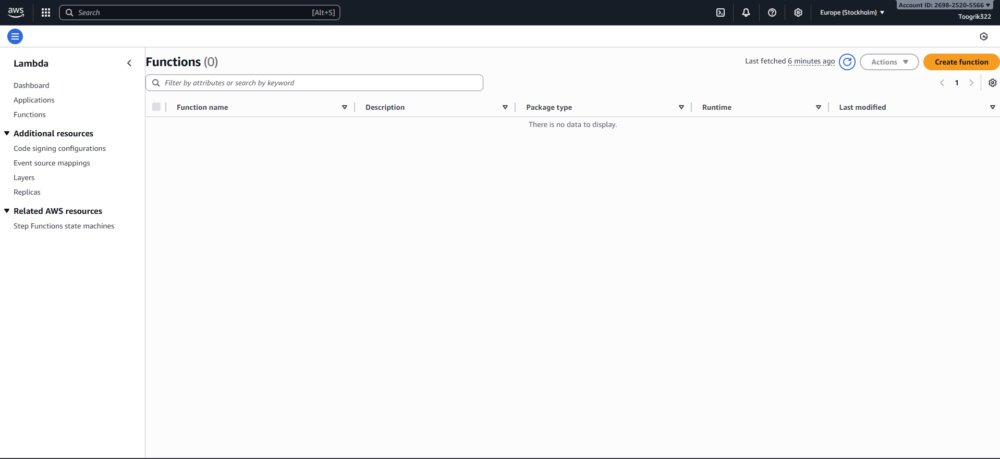 aws
Search [Alt+S]
Europe (Stockholm)
Account ID: 2698-2520-5566
Toogrik322
Lambda
Dashboard
Applications
Functions
Additional resources
Code signing configurations
Event source mappings
Layers
Replicas
Related AWS resources
Step Functions state machines
Functions (0)
Last fetched 6 minutes ago
Actions
Create function
Filter by attributes or search by keyword
1
Function name
Description
Package type
Runtime
Last modified
There is no data to display.